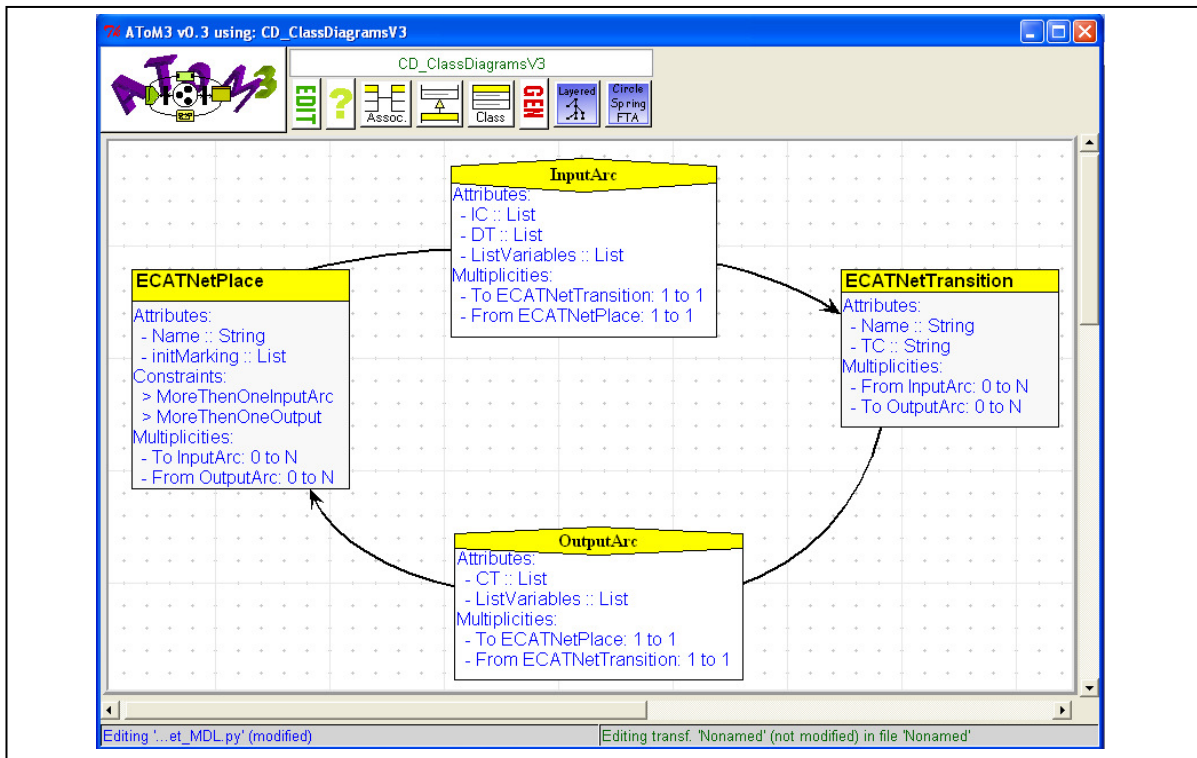 AToM3 v0.3 using: CD_ClassDiagramsV3
AToM3
CD_ClassDiagramsV3
EDIT
?
Assoc.
Class
GEN
Layered
Circle
Spring
FTA
InputArc
Attributes:
- IC :: List
- DT :: List
- ListVariables :: List
Multiplicities:
- To ECATNetTransition: 1 to 1
- From ECATNetPlace: 1 to 1
ECATNetPlace
Attributes:
- Name :: String
- initMarking :: List
Constraints:
> MoreThenOneInputArc
> MoreThenOneOutput
Multiplicities:
- To InputArc: 0 to N
- From OutputArc: 0 to N
ECATNetTransition
Attributes:
- Name :: String
- TC :: String
Multiplicities:
- From InputArc: 0 to N
- To OutputArc: 0 to N
OutputArc
Attributes:
- CT :: List
- ListVariables :: List
Multiplicities:
- To ECATNetPlace: 1 to 1
- From ECATNetTransition: 1 to 1
Editing '...et_MDL.py' (modified)
Editing transf. 'Nonamed' (not modified) in file 'Nonamed'